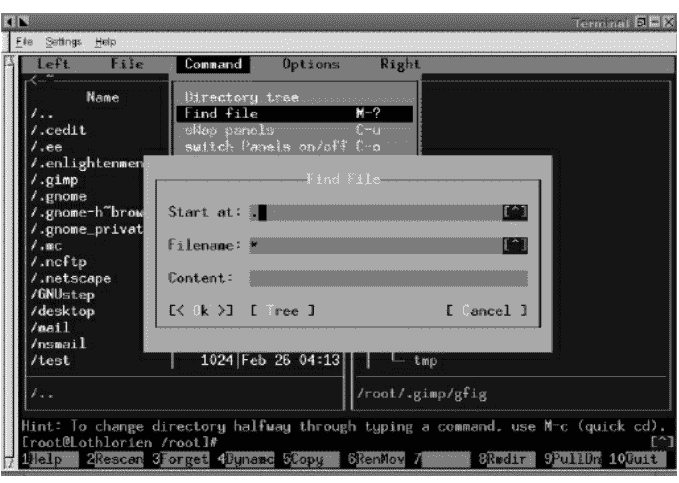 Terminal
File Settings Help
Left File Command Options Right
<-~
Name
Directory tree
/..
Find file M-?
/.cedit
sWap panels C-u
/.ee
switch Panels on/off C-o
/.enlightenmen
/.gimp
Find File
/.gnome
/.gnome-h~brow
Start at: .
[^]
/.gnome_privat
/.mc
Filename: *
[^]
/.ncftp
/.netscape
Content:
/GNUstep
/desktop
[< Ok >] [ Tree ] [ Cancel ]
/mail
/nsmail
/test 1024 Feb 26 04:13 tmp
/.. /root/.gimp/gfig
Hint: To change directory halfway through typing a command, use M-c (quick cd).
[root@Lothlorien /root]# [^]
1Help 2Rescan 3Forget 4Dynamc 5Copy 6RenMov 7 8Rmdir 9PullDn 10Quit